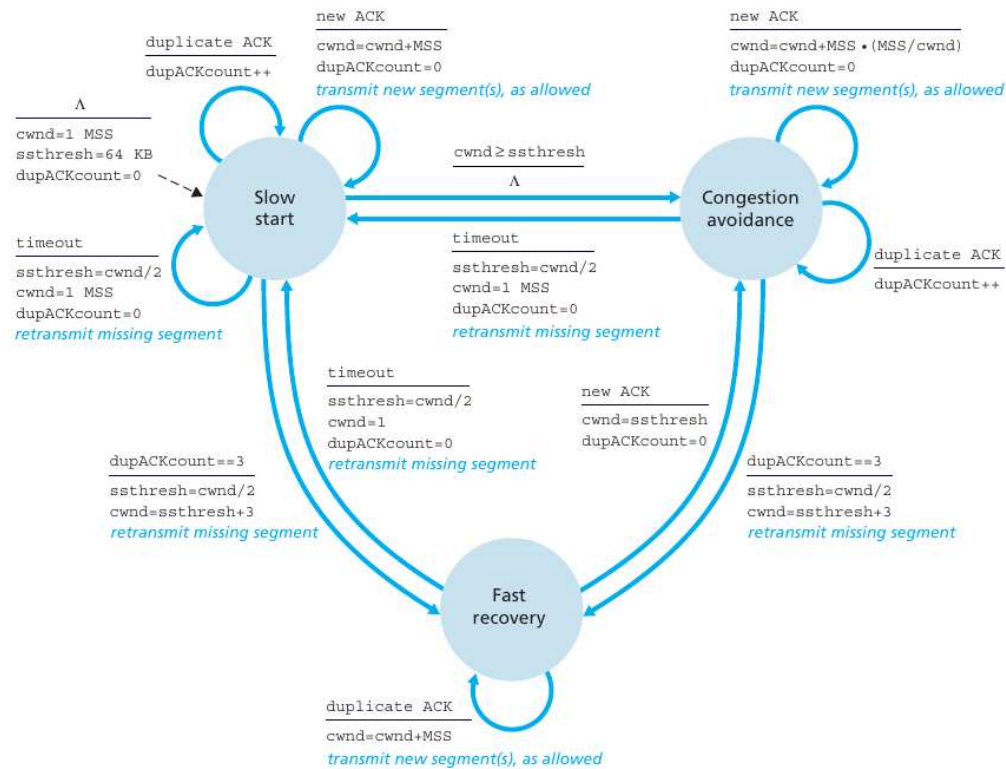 new ACK
cwnd=cwnd+MSS
dupACKcount=0
transmit new segment(s), as allowed
new ACK
cwnd=cwnd+MSS •(MSS/cwnd)
dupACKcount=0
transmit new segment(s), as allowed
duplicate ACK
dupACKcount++
Λ
cwnd=1 MSS
ssthresh=64 KB
dupACKcount=0
Slow
start
cwnd≥ssthresh
Λ
Congestion
avoidance
timeout
ssthresh=cwnd/2
cwnd=1 MSS
dupACKcount=0
retransmit missing segment
timeout
ssthresh=cwnd/2
cwnd=1 MSS
dupACKcount=0
retransmit missing segment
duplicate ACK
dupACKcount++
timeout
ssthresh=cwnd/2
cwnd=1
dupACKcount=0
retransmit missing segment
new ACK
cwnd=ssthresh
dupACKcount=0
dupACKcount==3
ssthresh=cwnd/2
cwnd=ssthresh+3
retransmit missing segment
dupACKcount==3
ssthresh=cwnd/2
cwnd=ssthresh+3
retransmit missing segment
Fast
recovery
duplicate ACK
cwnd=cwnd+MSS
transmit new segment(s), as allowed